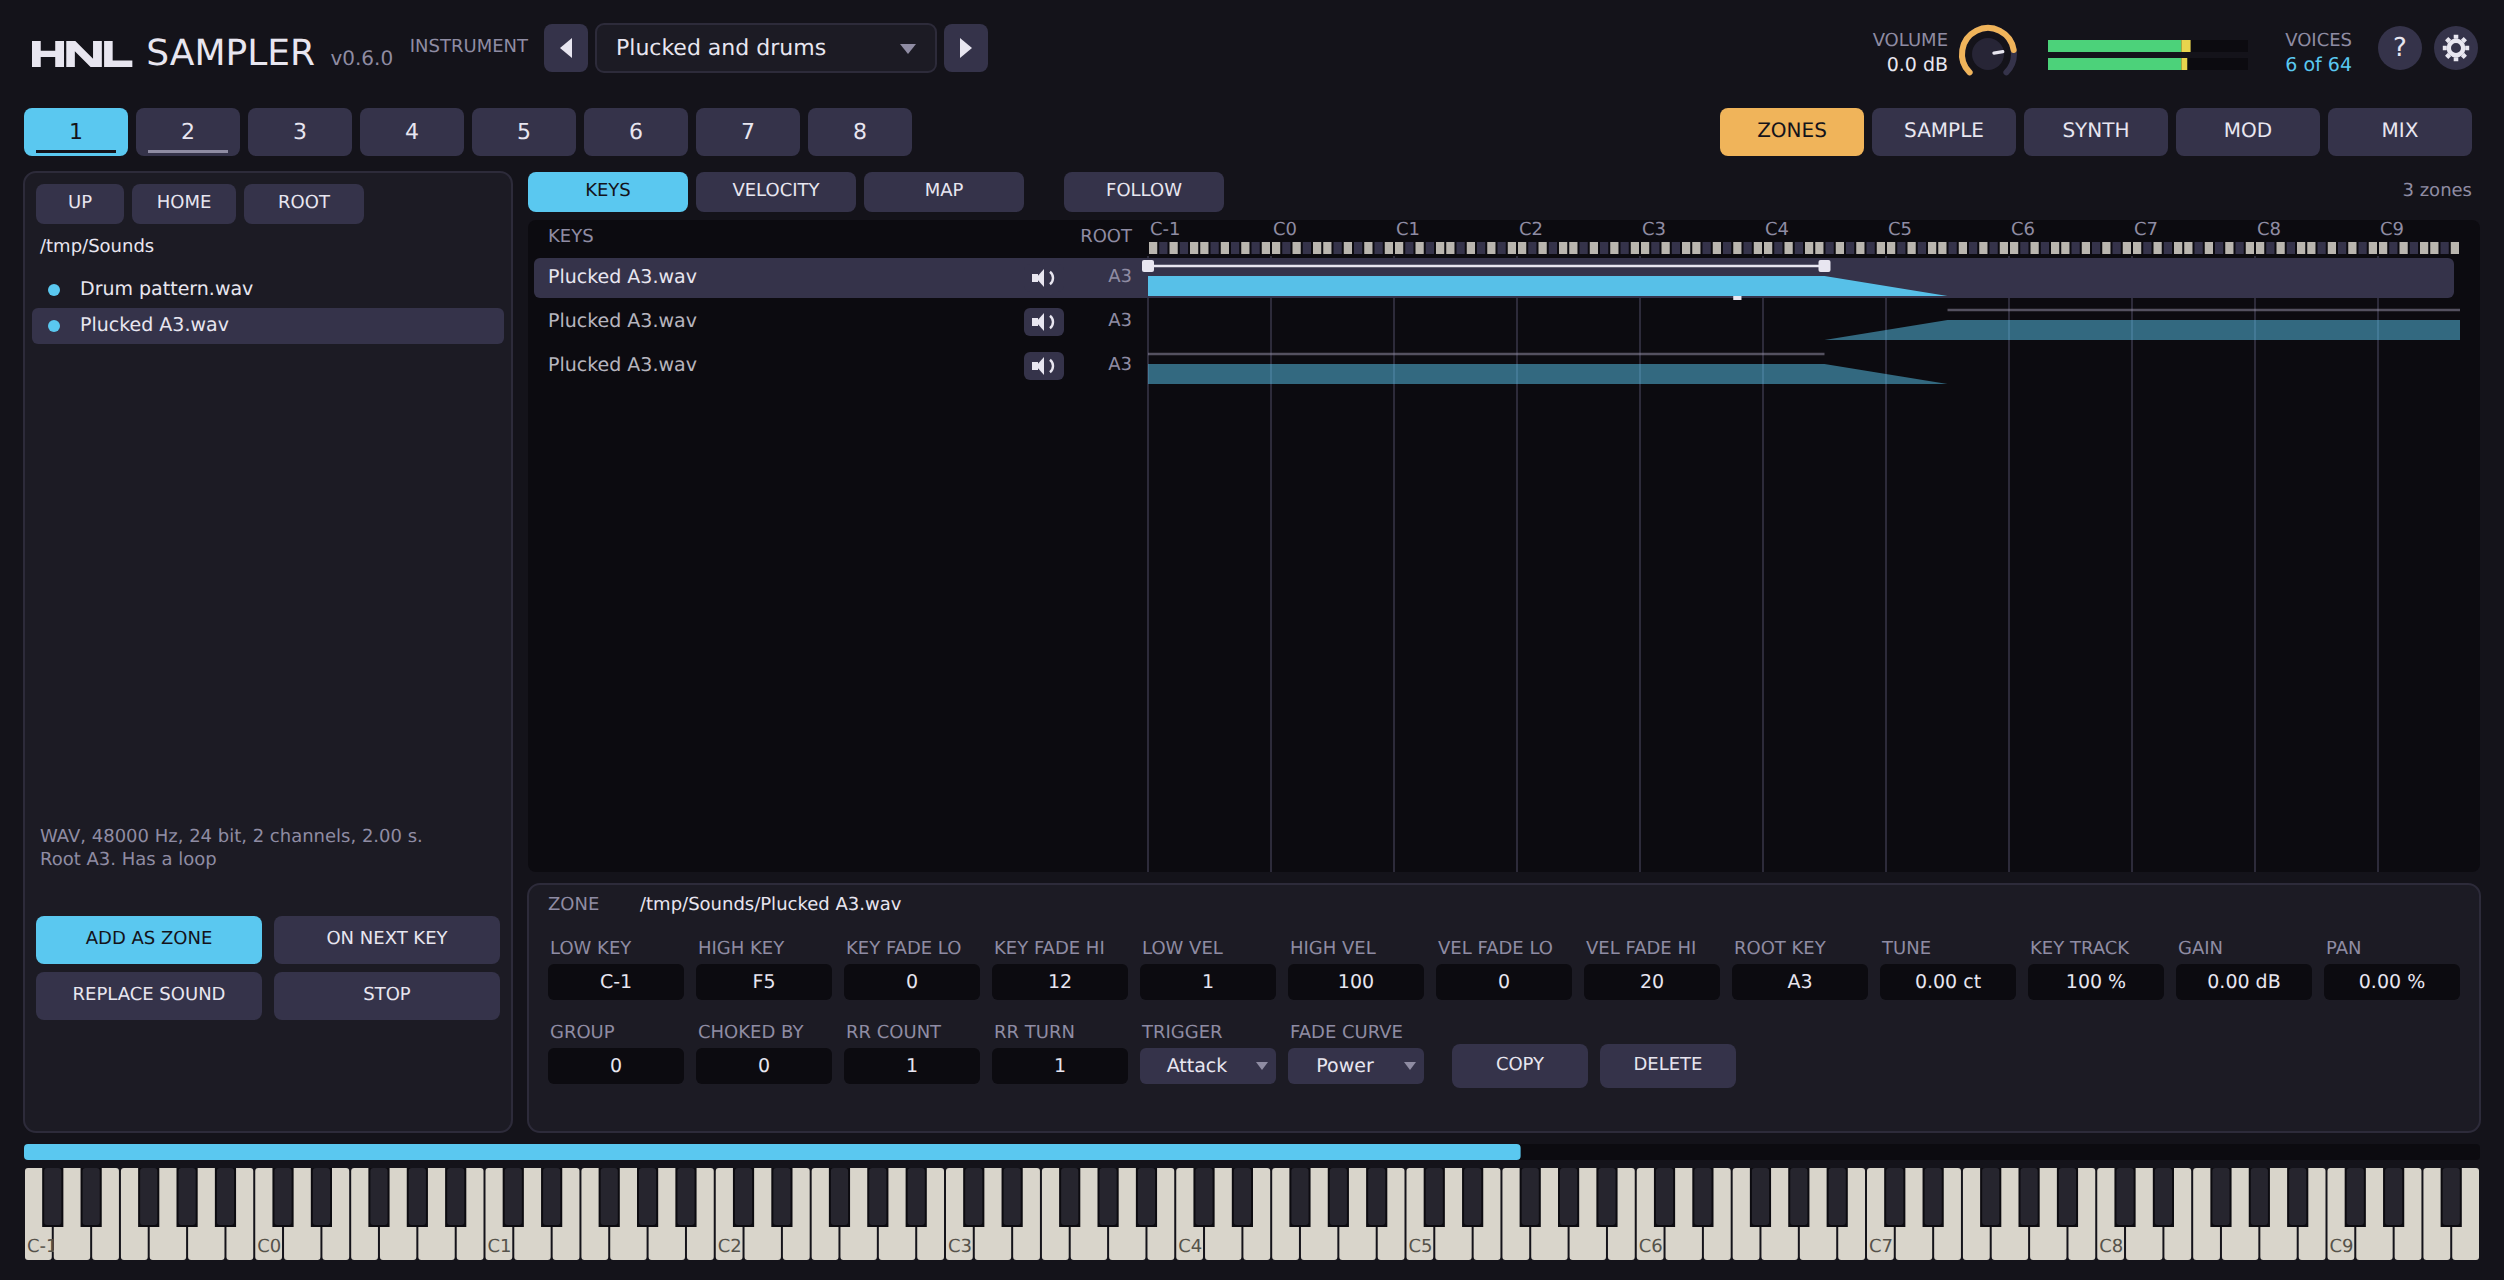 HNL SAMPLER v0.6.0 INSTRUMENT Plucked and drums VOLUME 0.0 dB VOICES 6 of 64 ?
1 2 3 4 5 6 7 8 ZONES SAMPLE SYNTH MOD MIX
UP HOME ROOT
/tmp/Sounds
Drum pattern.wav
Plucked A3.wav
WAV, 48000 Hz, 24 bit, 2 channels, 2.00 s.
Root A3. Has a loop
ADD AS ZONE ON NEXT KEY
REPLACE SOUND STOP
KEYS VELOCITY MAP FOLLOW 3 zones
KEYS ROOT C-1 C0 C1 C2 C3 C4 C5 C6 C7 C8 C9
Plucked A3.wav A3
Plucked A3.wav A3
Plucked A3.wav A3
ZONE /tmp/Sounds/Plucked A3.wav
LOW KEY HIGH KEY KEY FADE LO KEY FADE HI LOW VEL HIGH VEL VEL FADE LO VEL FADE HI ROOT KEY TUNE KEY TRACK GAIN PAN
C-1 F5 0 12 1 100 0 20 A3 0.00 ct 100 % 0.00 dB 0.00 %
GROUP CHOKED BY RR COUNT RR TURN TRIGGER FADE CURVE
0 0 1 1 Attack Power COPY DELETE
C-1 C0 C1 C2 C3 C4 C5 C6 C7 C8 C9